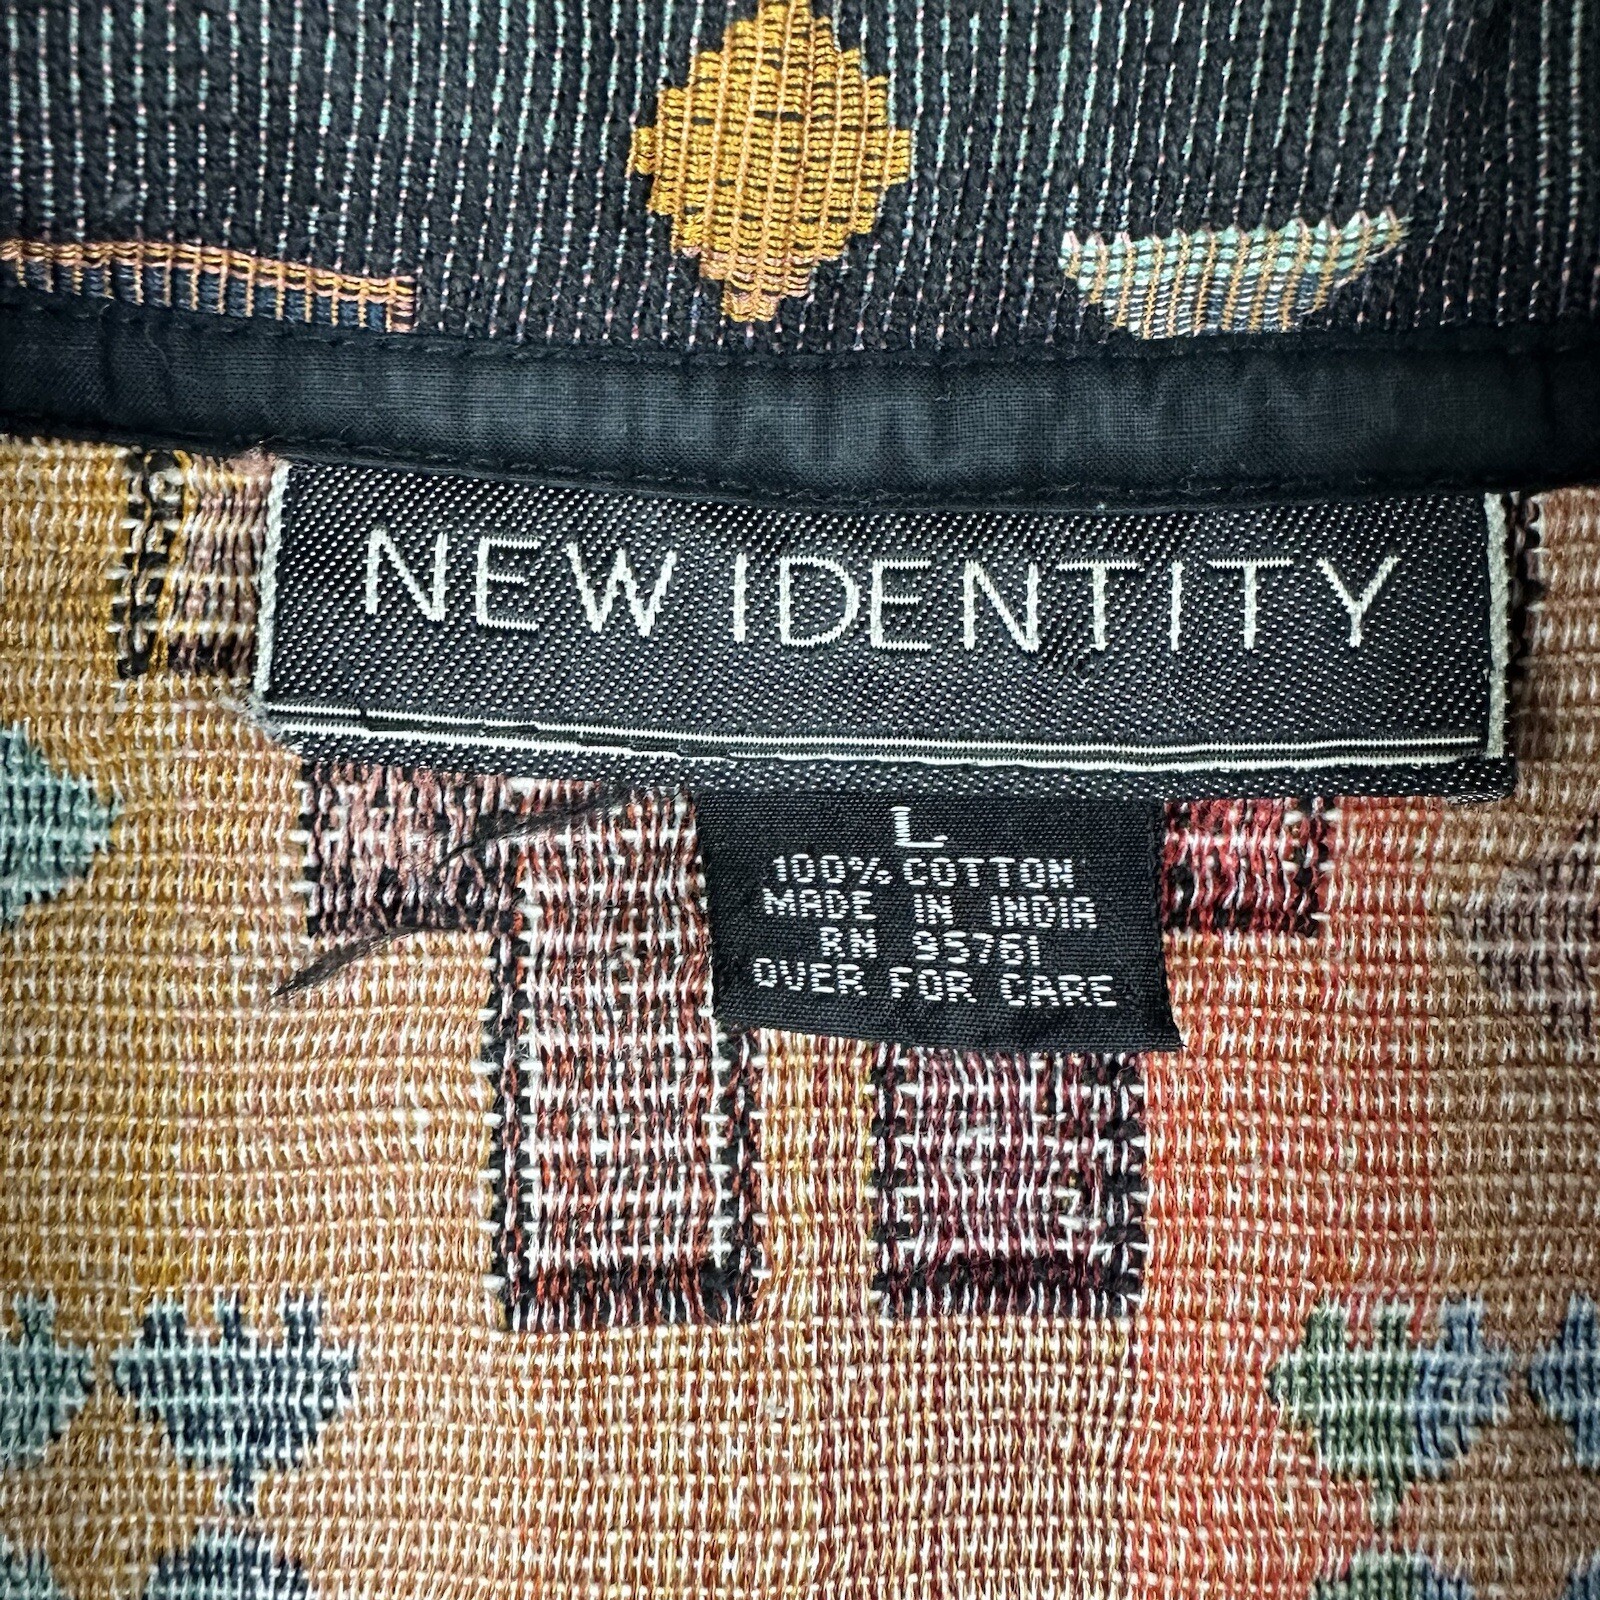 NEW IDENTITY
L
100% COTTON
MADE IN INDIA
RN 95761
OVER FOR CARE